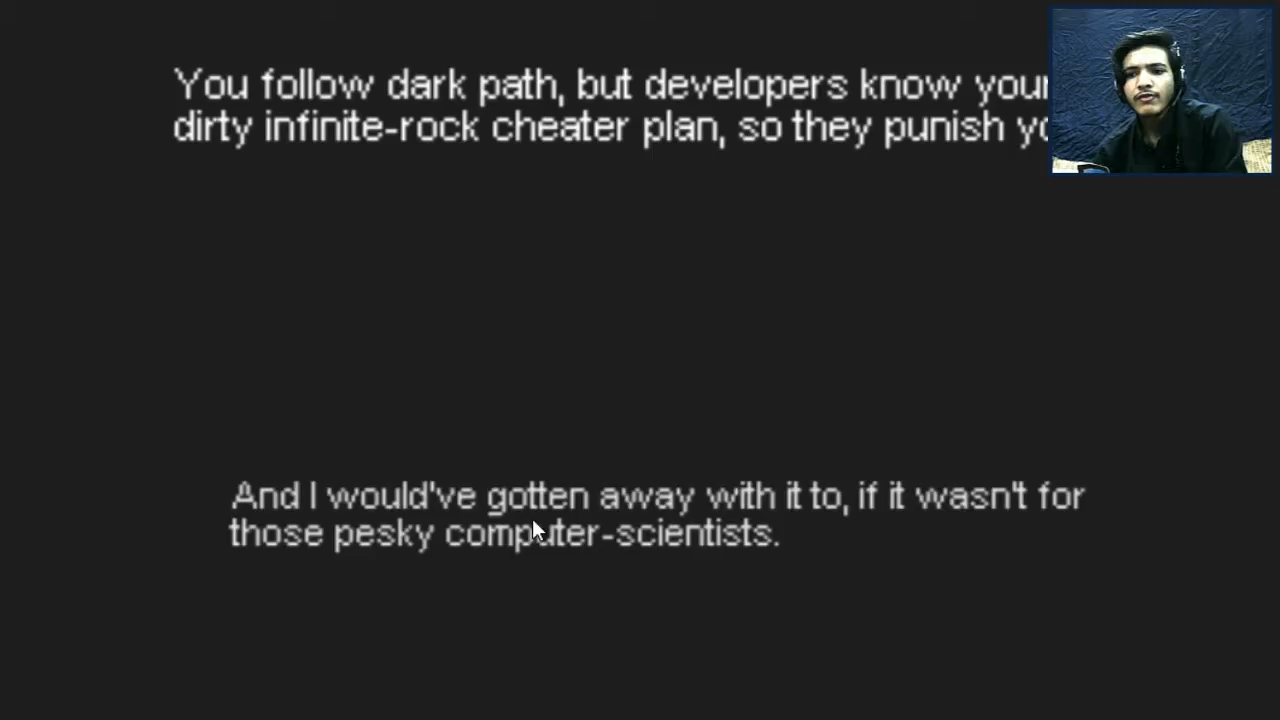 You follow dark path, but developers know your
dirty infinite-rock cheater plan, so they punish
And I would've gotten away with it to, if it wasn't for
those pesky computer-scientists.